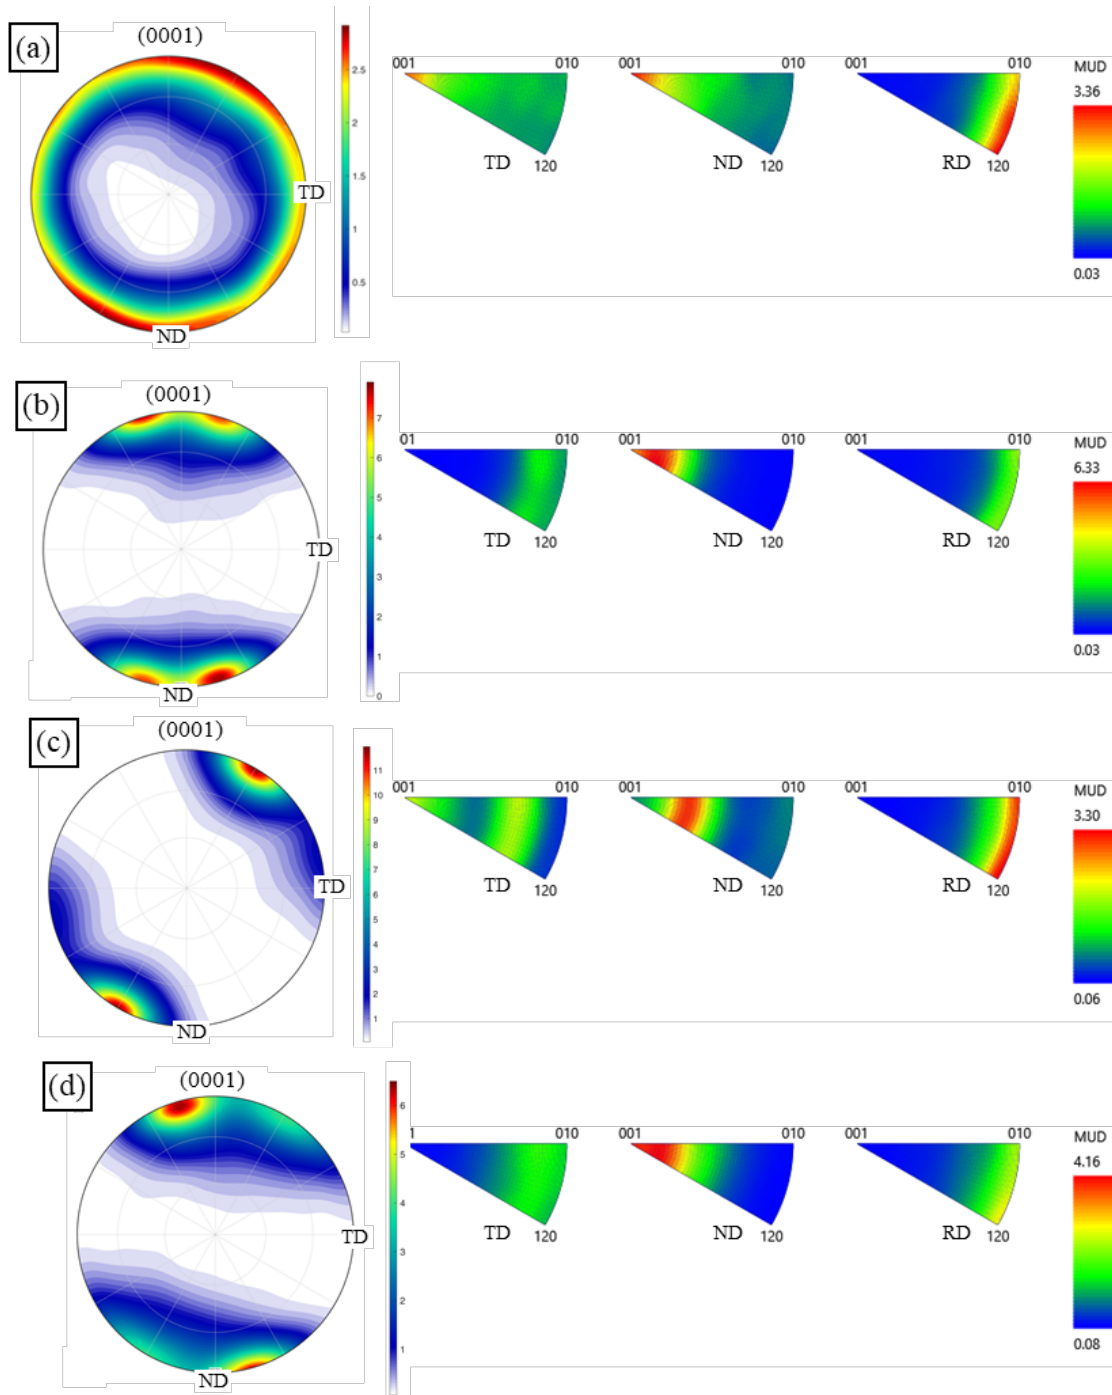 (a)
(0001)
TD
ND
2.5
2
1.5
1
0.5
001 010
TD 120
001 010
ND 120
001 010
RD 120
MUD
3.36
0.03
(b)
(0001)
TD
ND
7
6
5
4
3
2
1
0
01 010
TD 120
001 010
ND 120
001 010
RD 120
MUD
6.33
0.03
(c)
(0001)
TD
ND
11
10
9
8
7
6
5
4
3
2
1
001 010
TD 120
001 010
ND 120
001 010
RD 120
MUD
3.30
0.06
(d)
(0001)
TD
ND
6
5
4
3
2
1
1 010
TD 120
001 010
ND 120
001 010
RD 120
MUD
4.16
0.08